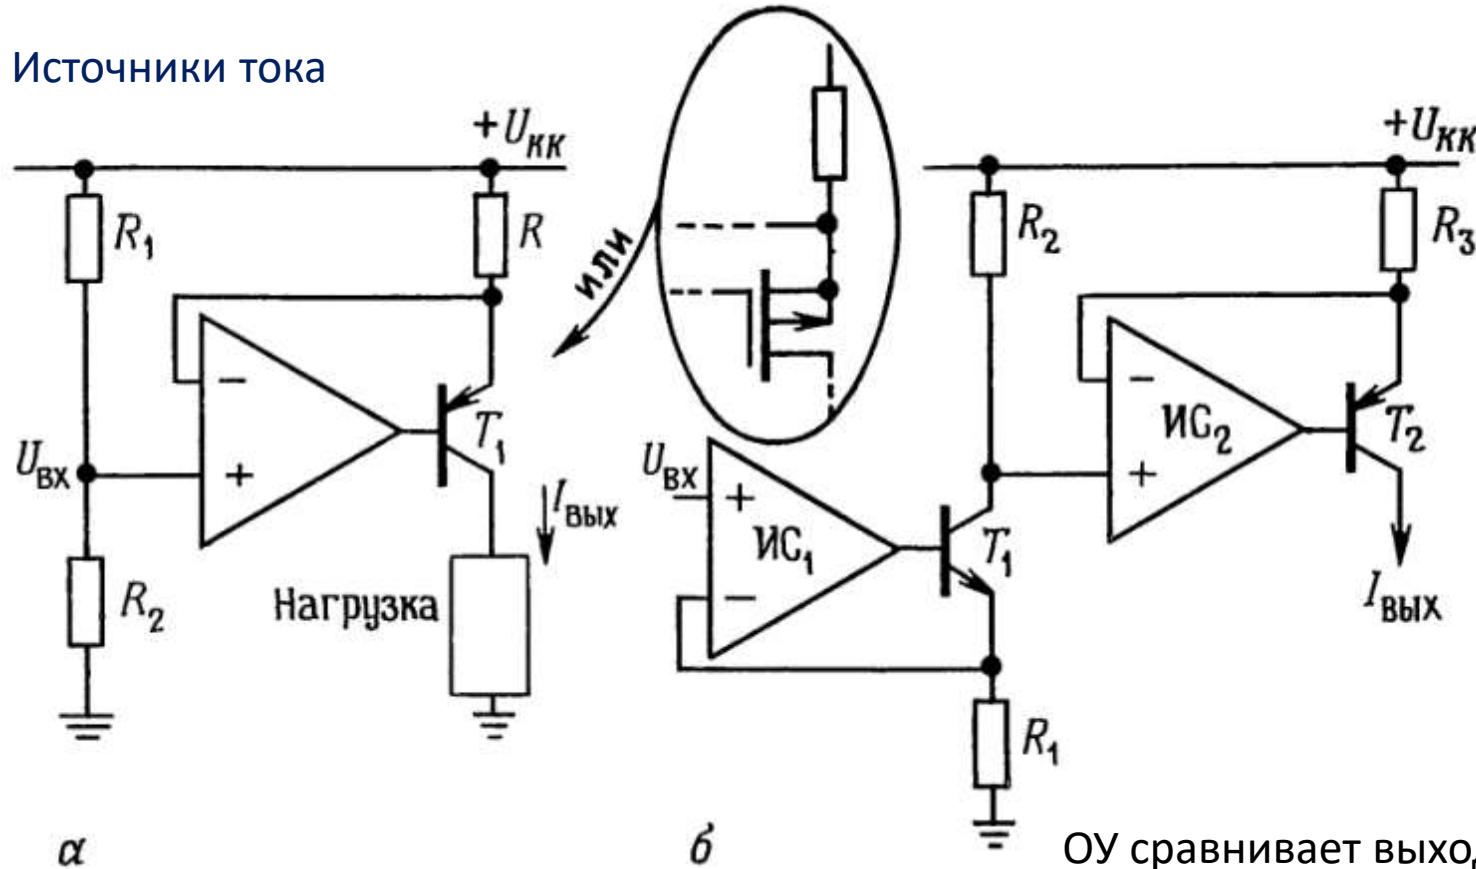 Источники тока
+Uкк
+Uкк
R1
R
или
R2
R3
−
+
Uвх
T1
Iвых
R2
Нагрузка
Uвх
+
−
ИС1
T1
R1
−
+
ИС2
T2
Iвых
а
б
ОУ сравнивает выход